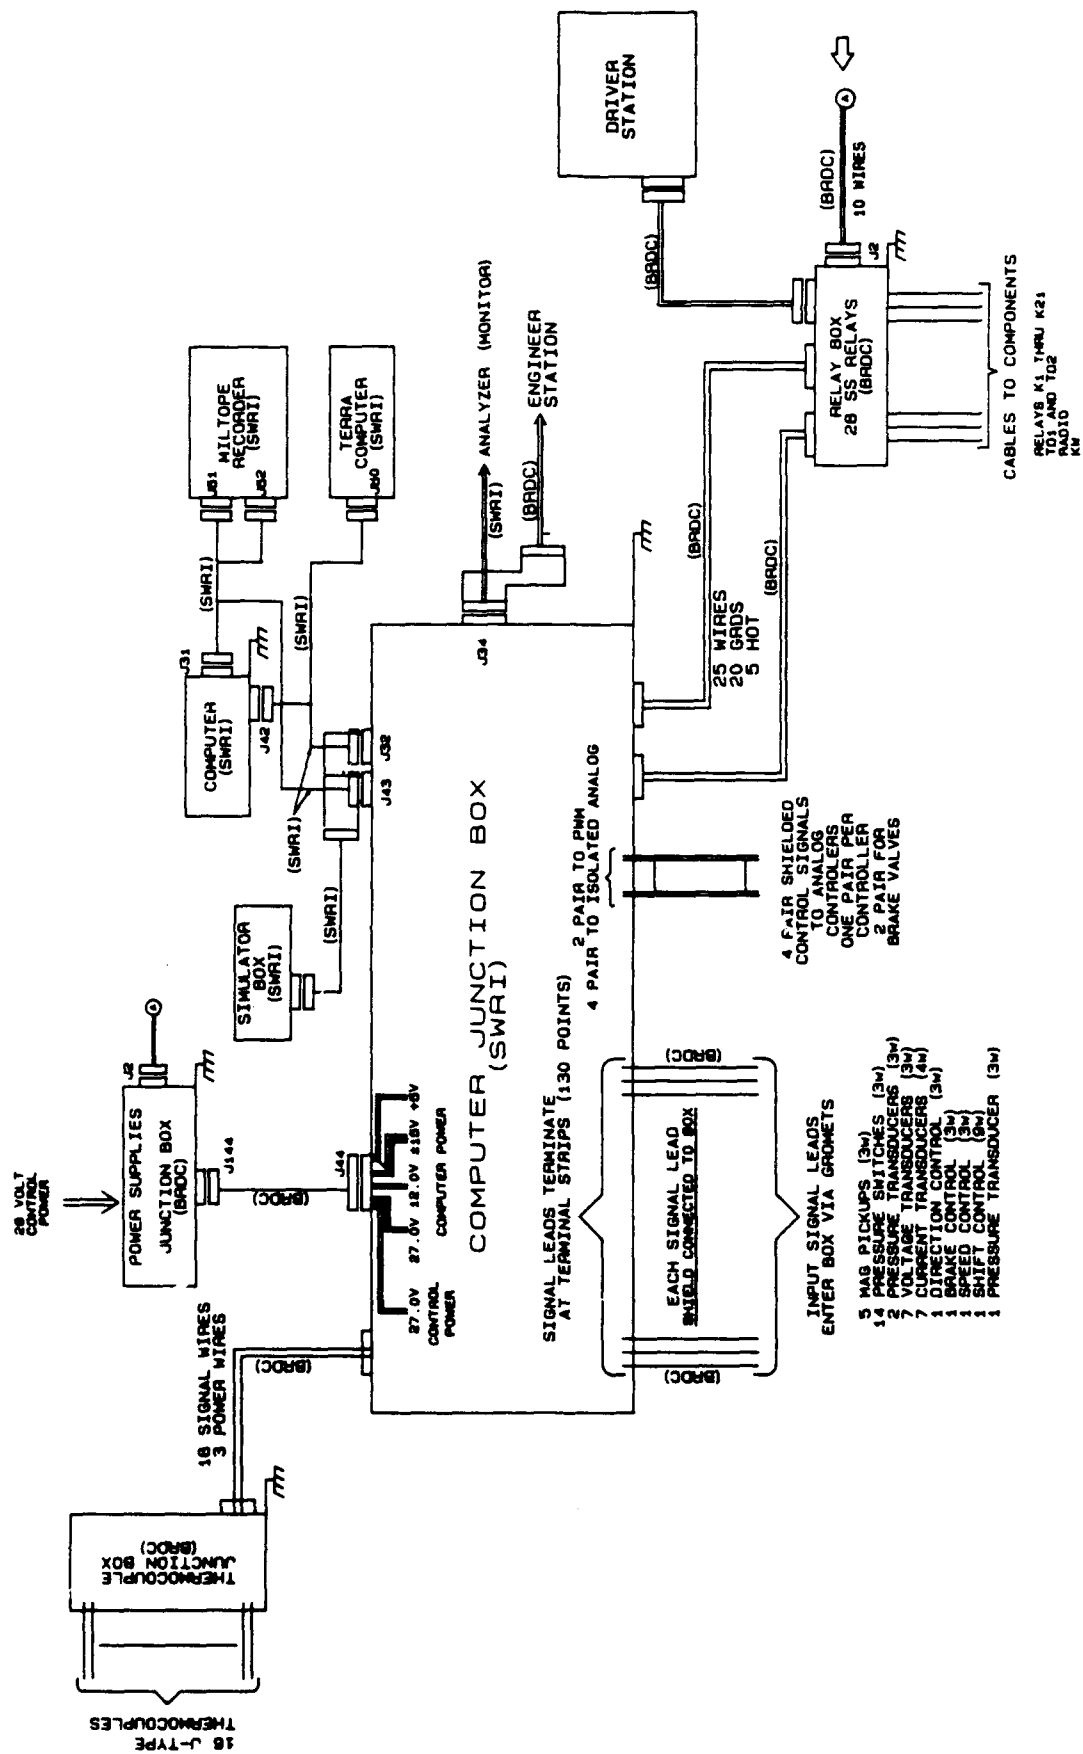 16 J-TYPE
THERMOCOUPLES
THERMOCOUPLE
JUNCTION BOX
(BRDC)
16 SIGNAL WIRES
3 POWER WIRES
(BRDC)
28 VOLT
CONTROL
POWER
POWER SUPPLIES
JUNCTION BOX
(BRDC)
J2
A
J144
(BRDC)
J44
SIMULATOR
BOX
(SWRI)
(SWRI)
(SWRI)
COMPUTER
(SWRI)
J31
J42
(SWRI)
(SWRI)
MILTOPE
RECORDER
(SWRI)
J51
J52
TERRA
COMPUTER
(SWRI)
J43
J32
27.0V
27.0V
12.0V
±15V
+5V
CONTROL
POWER
COMPUTER POWER
COMPUTER JUNCTION BOX
(SWRI)
J34
ANALYZER (MONITOR)
(SWRI)
ENGINEER
STATION
(BRDC)
SIGNAL LEADS TERMINATE
AT TERMINAL STRIPS (130 POINTS)
2 PAIR TO PWM
4 PAIR TO ISOLATED ANALOG
EACH SIGNAL LEAD
SHIELD CONNECTED TO BOX
(BRDC)
(BRDC)
INPUT SIGNAL LEADS
ENTER BOX VIA GROMETS
5 MAG PICKUPS (3W)
14 PRESSURE SWITCHES (3W)
2 PRESSURE TRANSDUCERS (3W)
7 VOLTAGE TRANSDUCERS (3W)
7 CURRENT TRANSDUCERS (4W)
1 DIRECTION CONTROL (3W)
1 BRAKE CONTROL (3W)
1 SPEED CONTROL (3W)
1 SHIFT CONTROL (9W)
1 PRESSURE TRANSDUCER (3W)
4 PAIR SHIELDED
CONTROL SIGNALS
TO ANALOG
CONTROLERS
ONE PAIR PER
CONTROLLER
2 PAIR FOR
BRAKE VALVES
25 WIRES
20 GRDS
5 HOT
(BRDC)
(BRDC)
DRIVER
STATION
(BRDC)
RELAY BOX
28 SS RELAYS
(BRDC)
J2
(BRDC)
10 WIRES
A
CABLES TO COMPONENTS
RELAYS K1 THRU K21
TD1 AND TD2
RADIO
KW